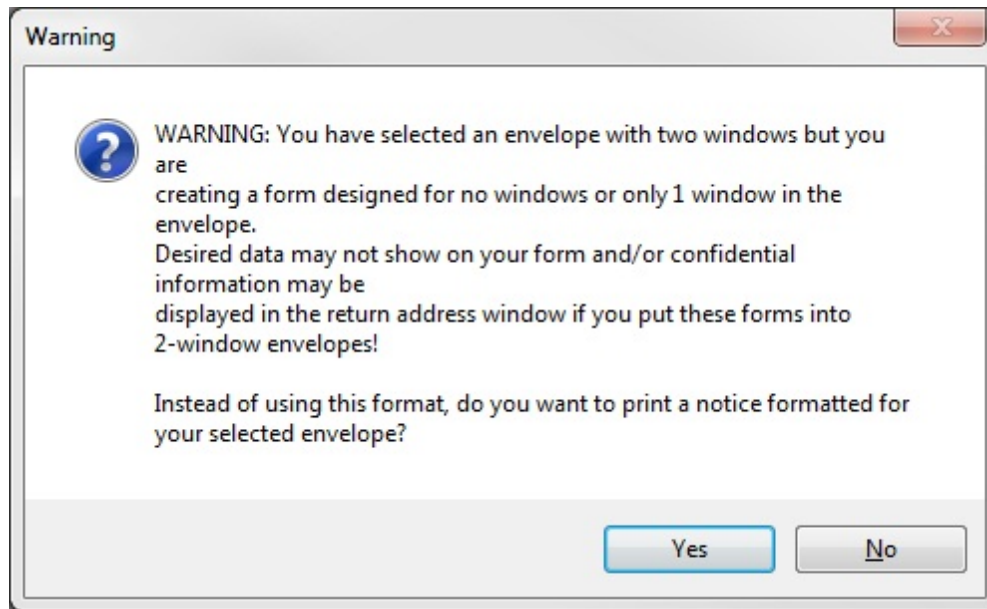 Warning
WARNING: You have selected an envelope with two windows but you
are
creating a form designed for no windows or only 1 window in the
envelope.
Desired data may not show on your form and/or confidential
information may be
displayed in the return address window if you put these forms into
2-window envelopes!
Instead of using this format, do you want to print a notice formatted for
your selected envelope?
Yes
No